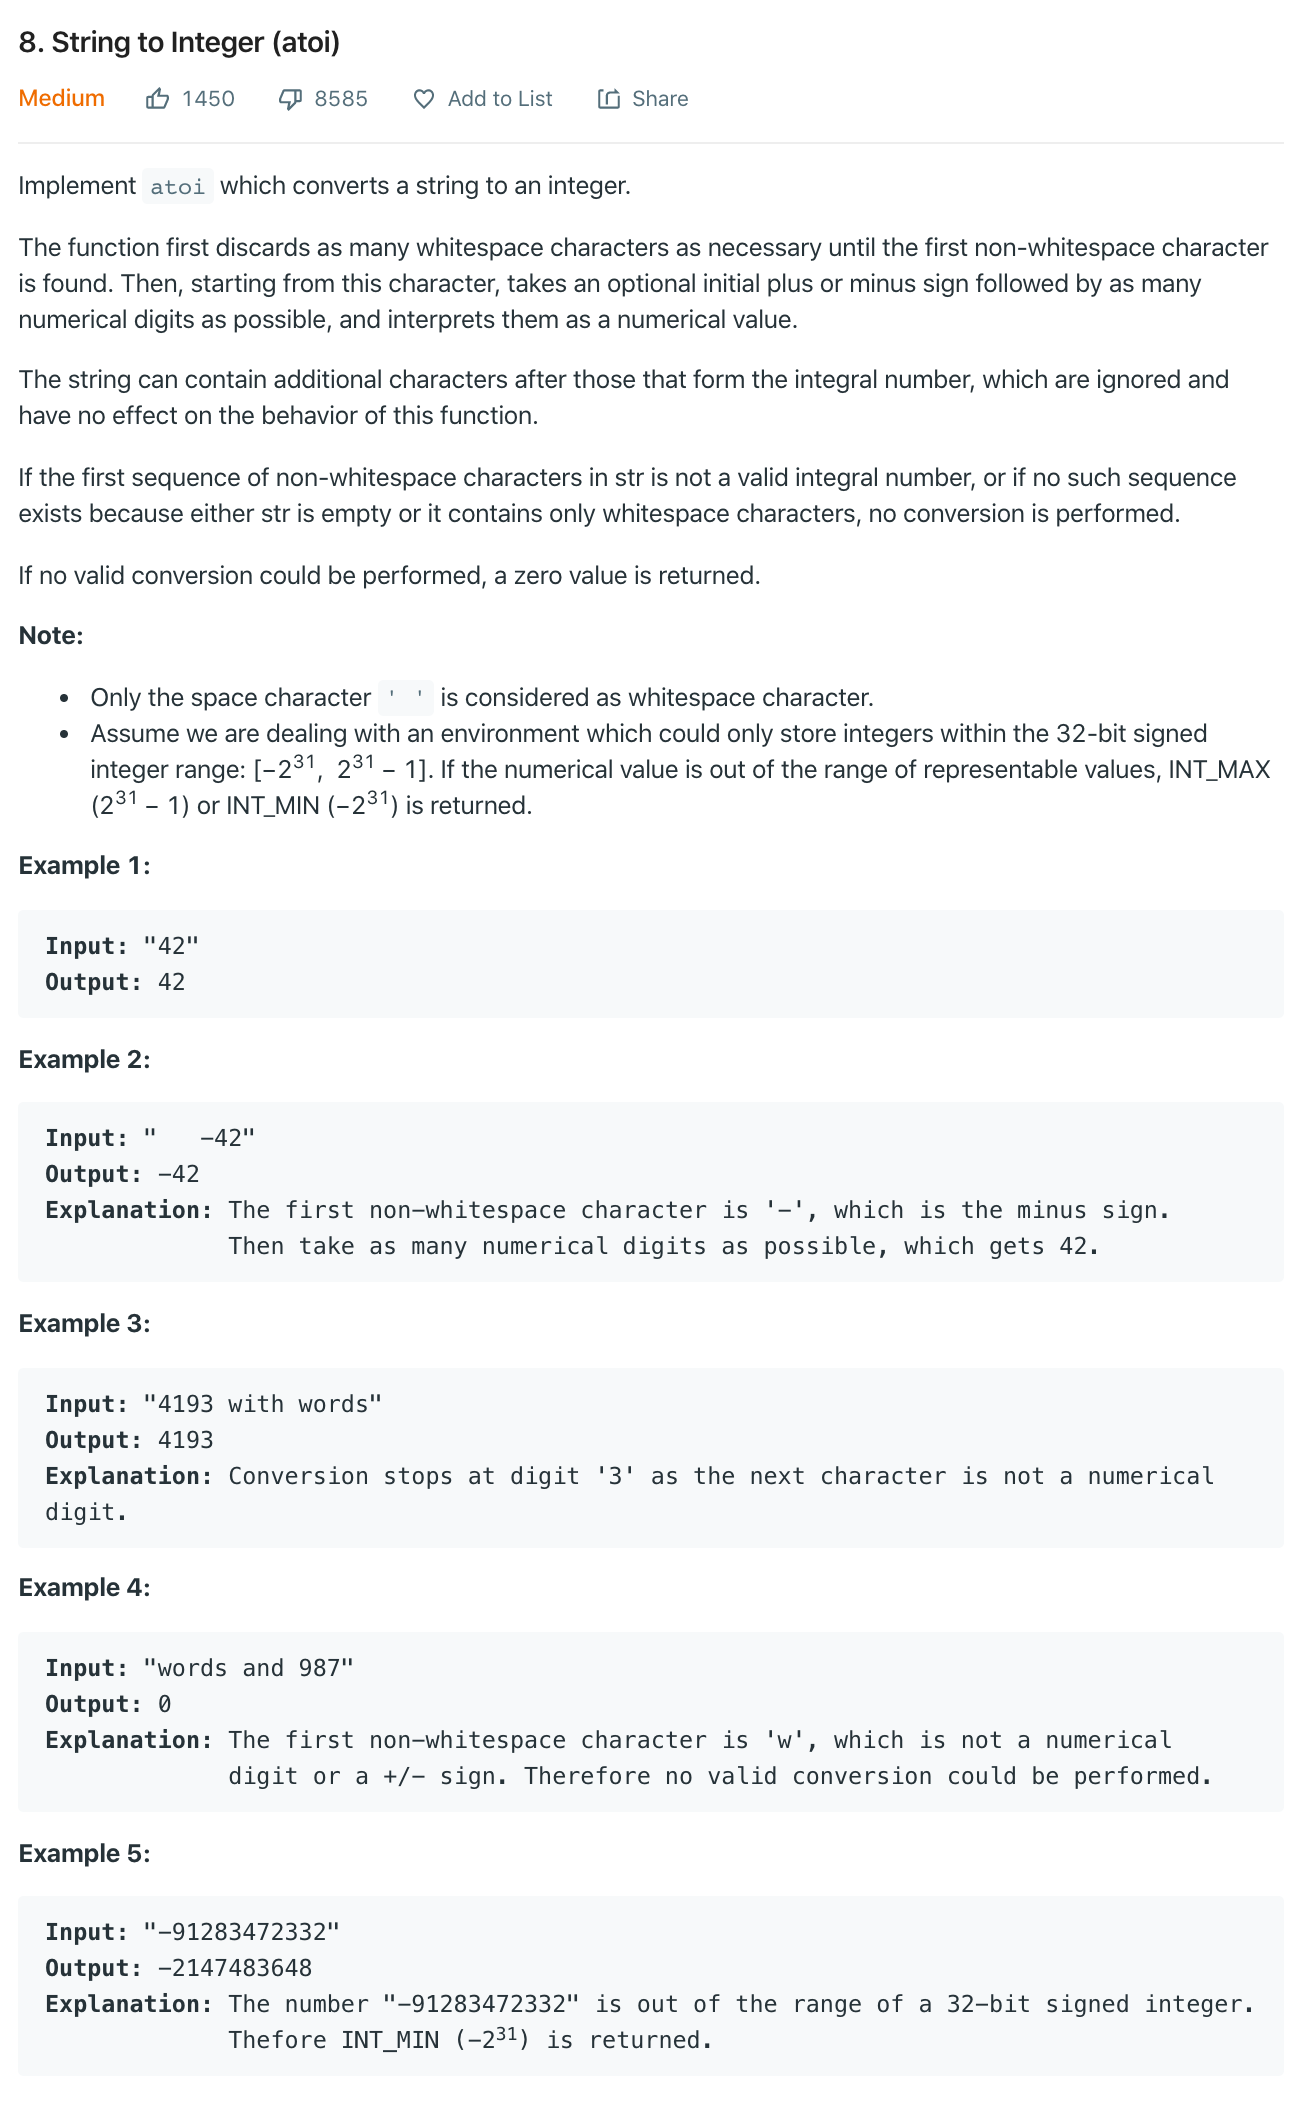 8. String to Integer (atoi)
Medium 1450 8585 Add to List Share
Implement atoi which converts a string to an integer.
The function first discards as many whitespace characters as necessary until the first non-whitespace character
is found. Then, starting from this character, takes an optional initial plus or minus sign followed by as many
numerical digits as possible, and interprets them as a numerical value.
The string can contain additional characters after those that form the integral number, which are ignored and
have no effect on the behavior of this function.
If the first sequence of non-whitespace characters in str is not a valid integral number, or if no such sequence
exists because either str is empty or it contains only whitespace characters, no conversion is performed.
If no valid conversion could be performed, a zero value is returned.
Note:
• Only the space character ' ' is considered as whitespace character.
• Assume we are dealing with an environment which could only store integers within the 32-bit signed
integer range: [−2³¹, 2³¹ − 1]. If the numerical value is out of the range of representable values, INT_MAX
(2³¹ − 1) or INT_MIN (−2³¹) is returned.
Example 1:
Input: "42"
Output: 42
Example 2:
Input: "   -42"
Output: -42
Explanation: The first non-whitespace character is '-', which is the minus sign.
Then take as many numerical digits as possible, which gets 42.
Example 3:
Input: "4193 with words"
Output: 4193
Explanation: Conversion stops at digit '3' as the next character is not a numerical
digit.
Example 4:
Input: "words and 987"
Output: 0
Explanation: The first non-whitespace character is 'w', which is not a numerical
digit or a +/- sign. Therefore no valid conversion could be performed.
Example 5:
Input: "-91283472332"
Output: -2147483648
Explanation: The number "-91283472332" is out of the range of a 32-bit signed integer.
Thefore INT_MIN (−2³¹) is returned.